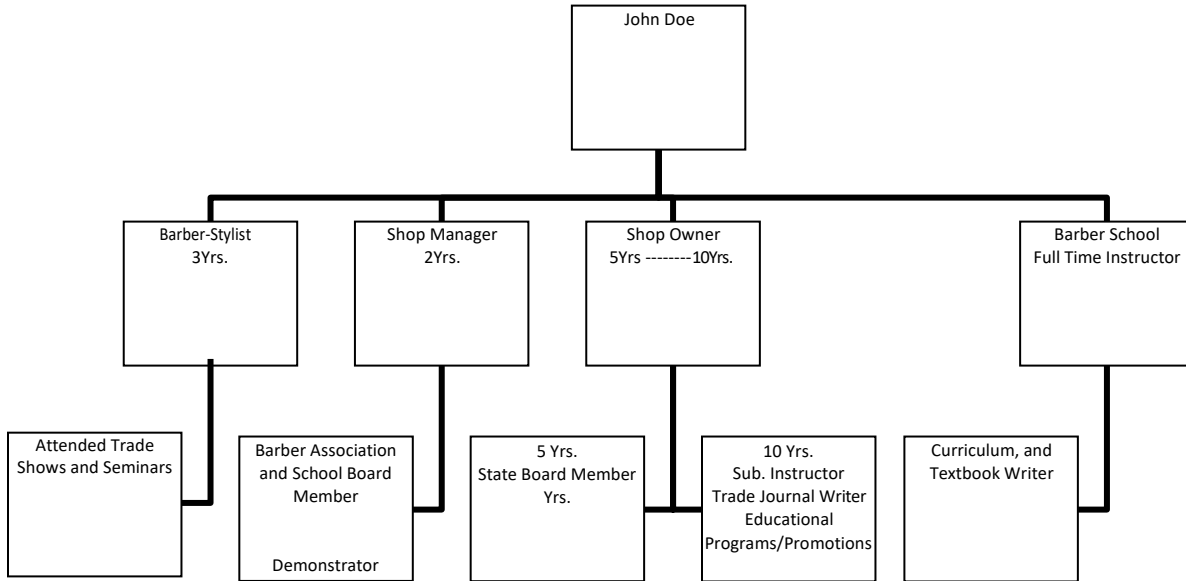 John Doe
Barber-Stylist
3Yrs.
Shop Manager
2Yrs.
Shop Owner
5Yrs --------10Yrs.
Barber School
Full Time Instructor
Attended Trade
Shows and Seminars
Barber Association
and School Board
Member
Demonstrator
5 Yrs.
State Board Member
Yrs.
10 Yrs.
Sub. Instructor
Trade Journal Writer
Educational
Programs/Promotions
Curriculum, and
Textbook Writer